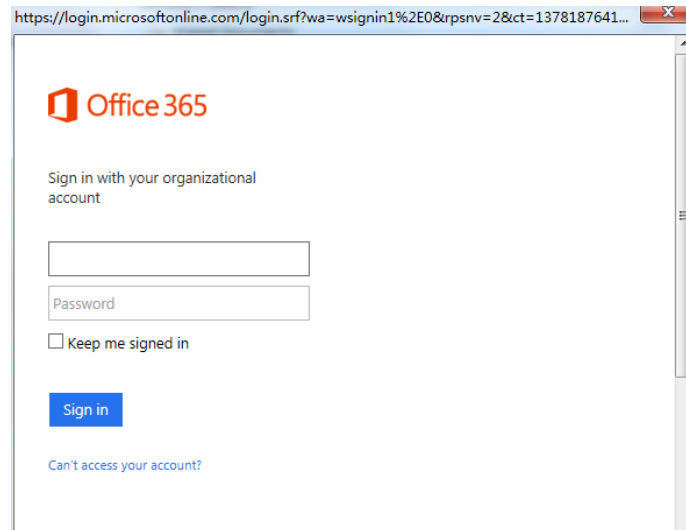 https://login.microsoftonline.com/login.srf?wa=wsignin1%2E0&rpsnv=2&ct=1378187641...
Office 365
Sign in with your organizational
account
Password
Keep me signed in
Sign in
Can't access your account?